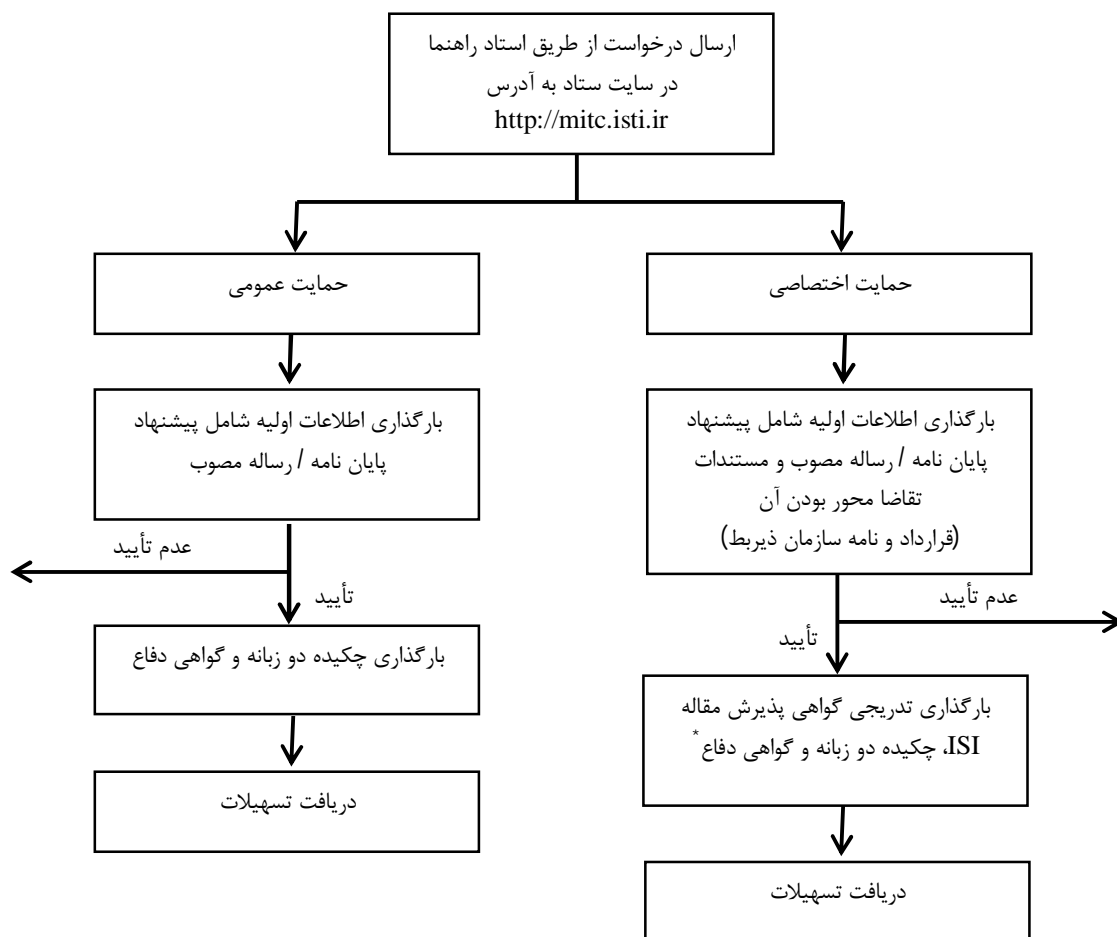 ارسال درخواست از طریق استاد راهنما
در سایت ستاد به آدرس
http://mitc.isti.ir
حمایت اختصاصی
حمایت عمومی
بارگذاری اطلاعات اولیه شامل پیشنهاد
پایان نامه / رساله مصوب و مستندات
تقاضا محور بودن آن
(قرارداد و نامه سازمان ذیربط)
بارگذاری اطلاعات اولیه شامل پیشنهاد
پایان نامه / رساله مصوب
عدم تأیید
تأیید
عدم تأیید
تأیید
بارگذاری تدریجی گواهی پذیرش مقاله
ISI، چکیده دو زبانه و گواهی دفاع*
بارگذاری چکیده دو زبانه و گواهی دفاع
دریافت تسهیلات
دریافت تسهیلات